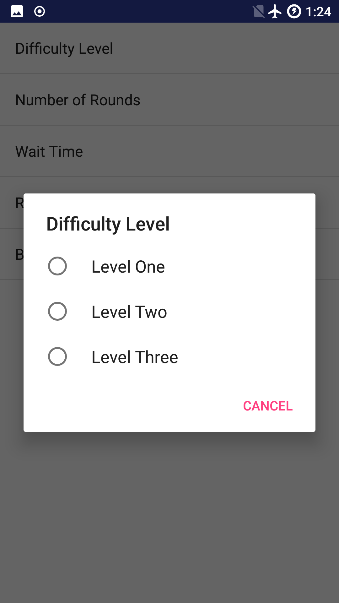 1:24
Difficulty Level
Number of Rounds
Wait Time
R
B
Difficulty Level
Level One
Level Two
Level Three
CANCEL